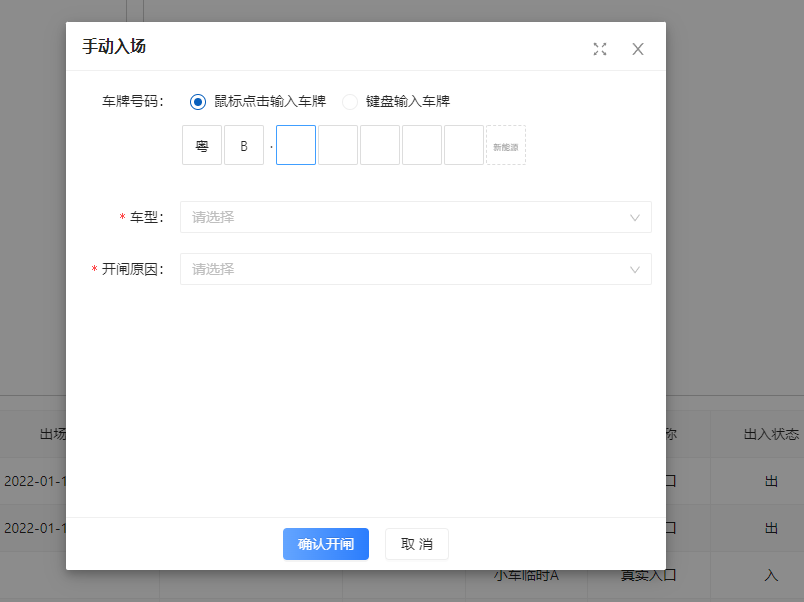 手动入场
车牌号码：
鼠标点击输入车牌
键盘输入车牌
粤 B ·
新能源
* 车型：
请选择
* 开闸原因：
请选择
出场
称
出入状态
2022-01-1
口
出
2022-01-1
口
出
确认开闸
取 消
小车临时A
真实入口
入